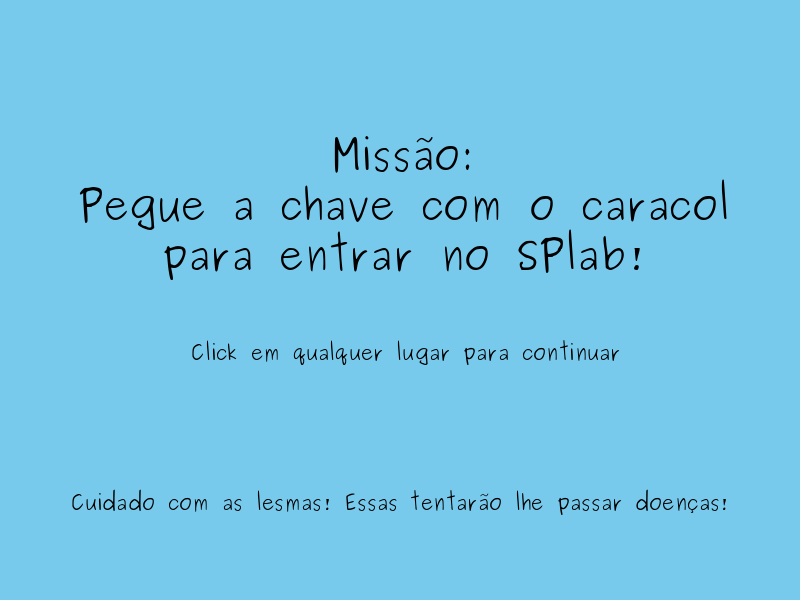 Missão:
Pegue a chave com o caracol
para entrar no SPlab!
Click em qualquer lugar para continuar
Cuidado com as lesmas! Essas tentarão lhe passar doenças!